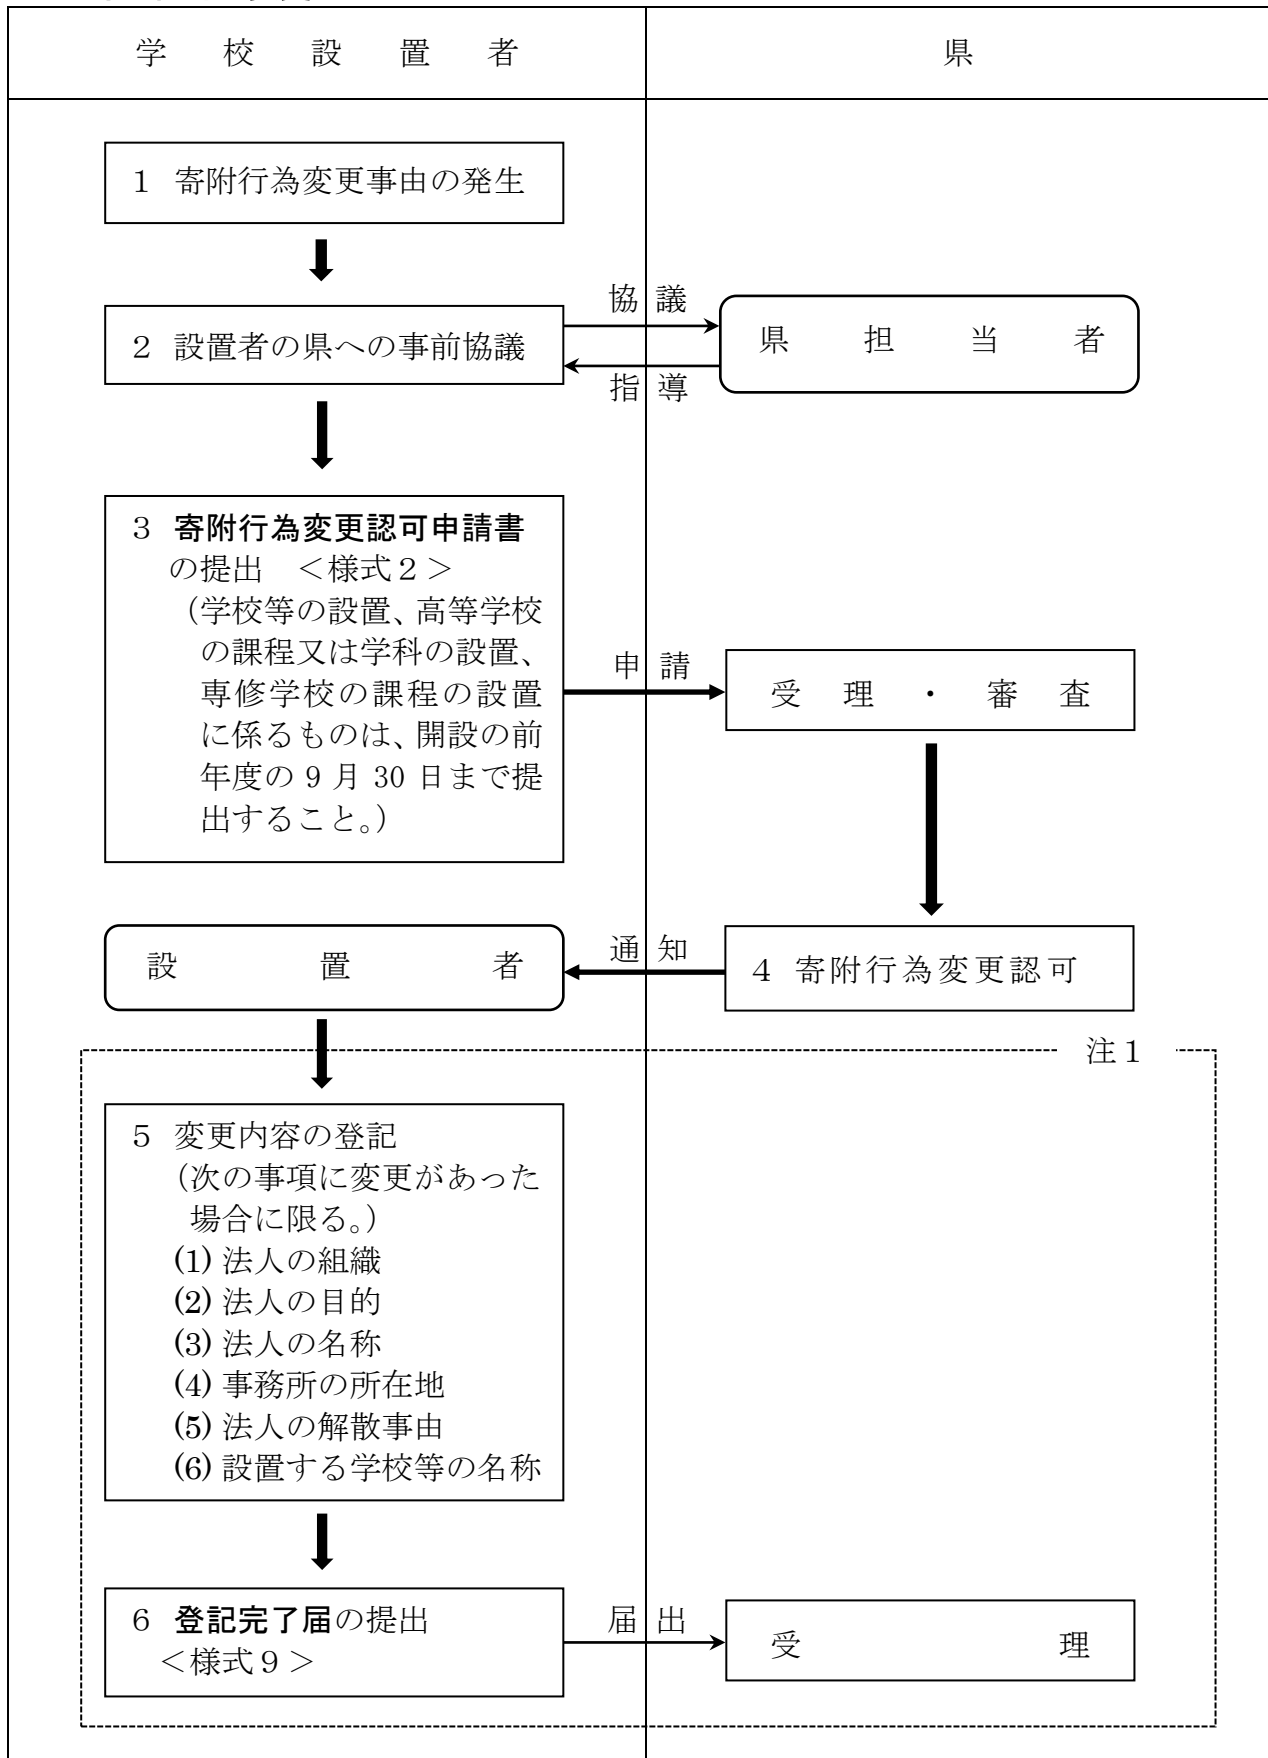 学校設置者
県
1 寄附行為変更事由の発生
2 設置者の県への事前協議
協議
指導
県担当者
3 寄附行為変更認可申請書
の提出 <様式2>
(学校等の設置、高等学校
の課程又は学科の設置、
専修学校の課程の設置
に係るものは、開設の前
年度の9月30日まで提
出すること。)
申請
受理・審査
設置者
通知
4 寄附行為変更認可
注1
5 変更内容の登記
(次の事項に変更があった
場合に限る。)
(1) 法人の組織
(2) 法人の目的
(3) 法人の名称
(4) 事務所の所在地
(5) 法人の解散事由
(6) 設置する学校等の名称
6 登記完了届の提出
<様式9>
届出
受理